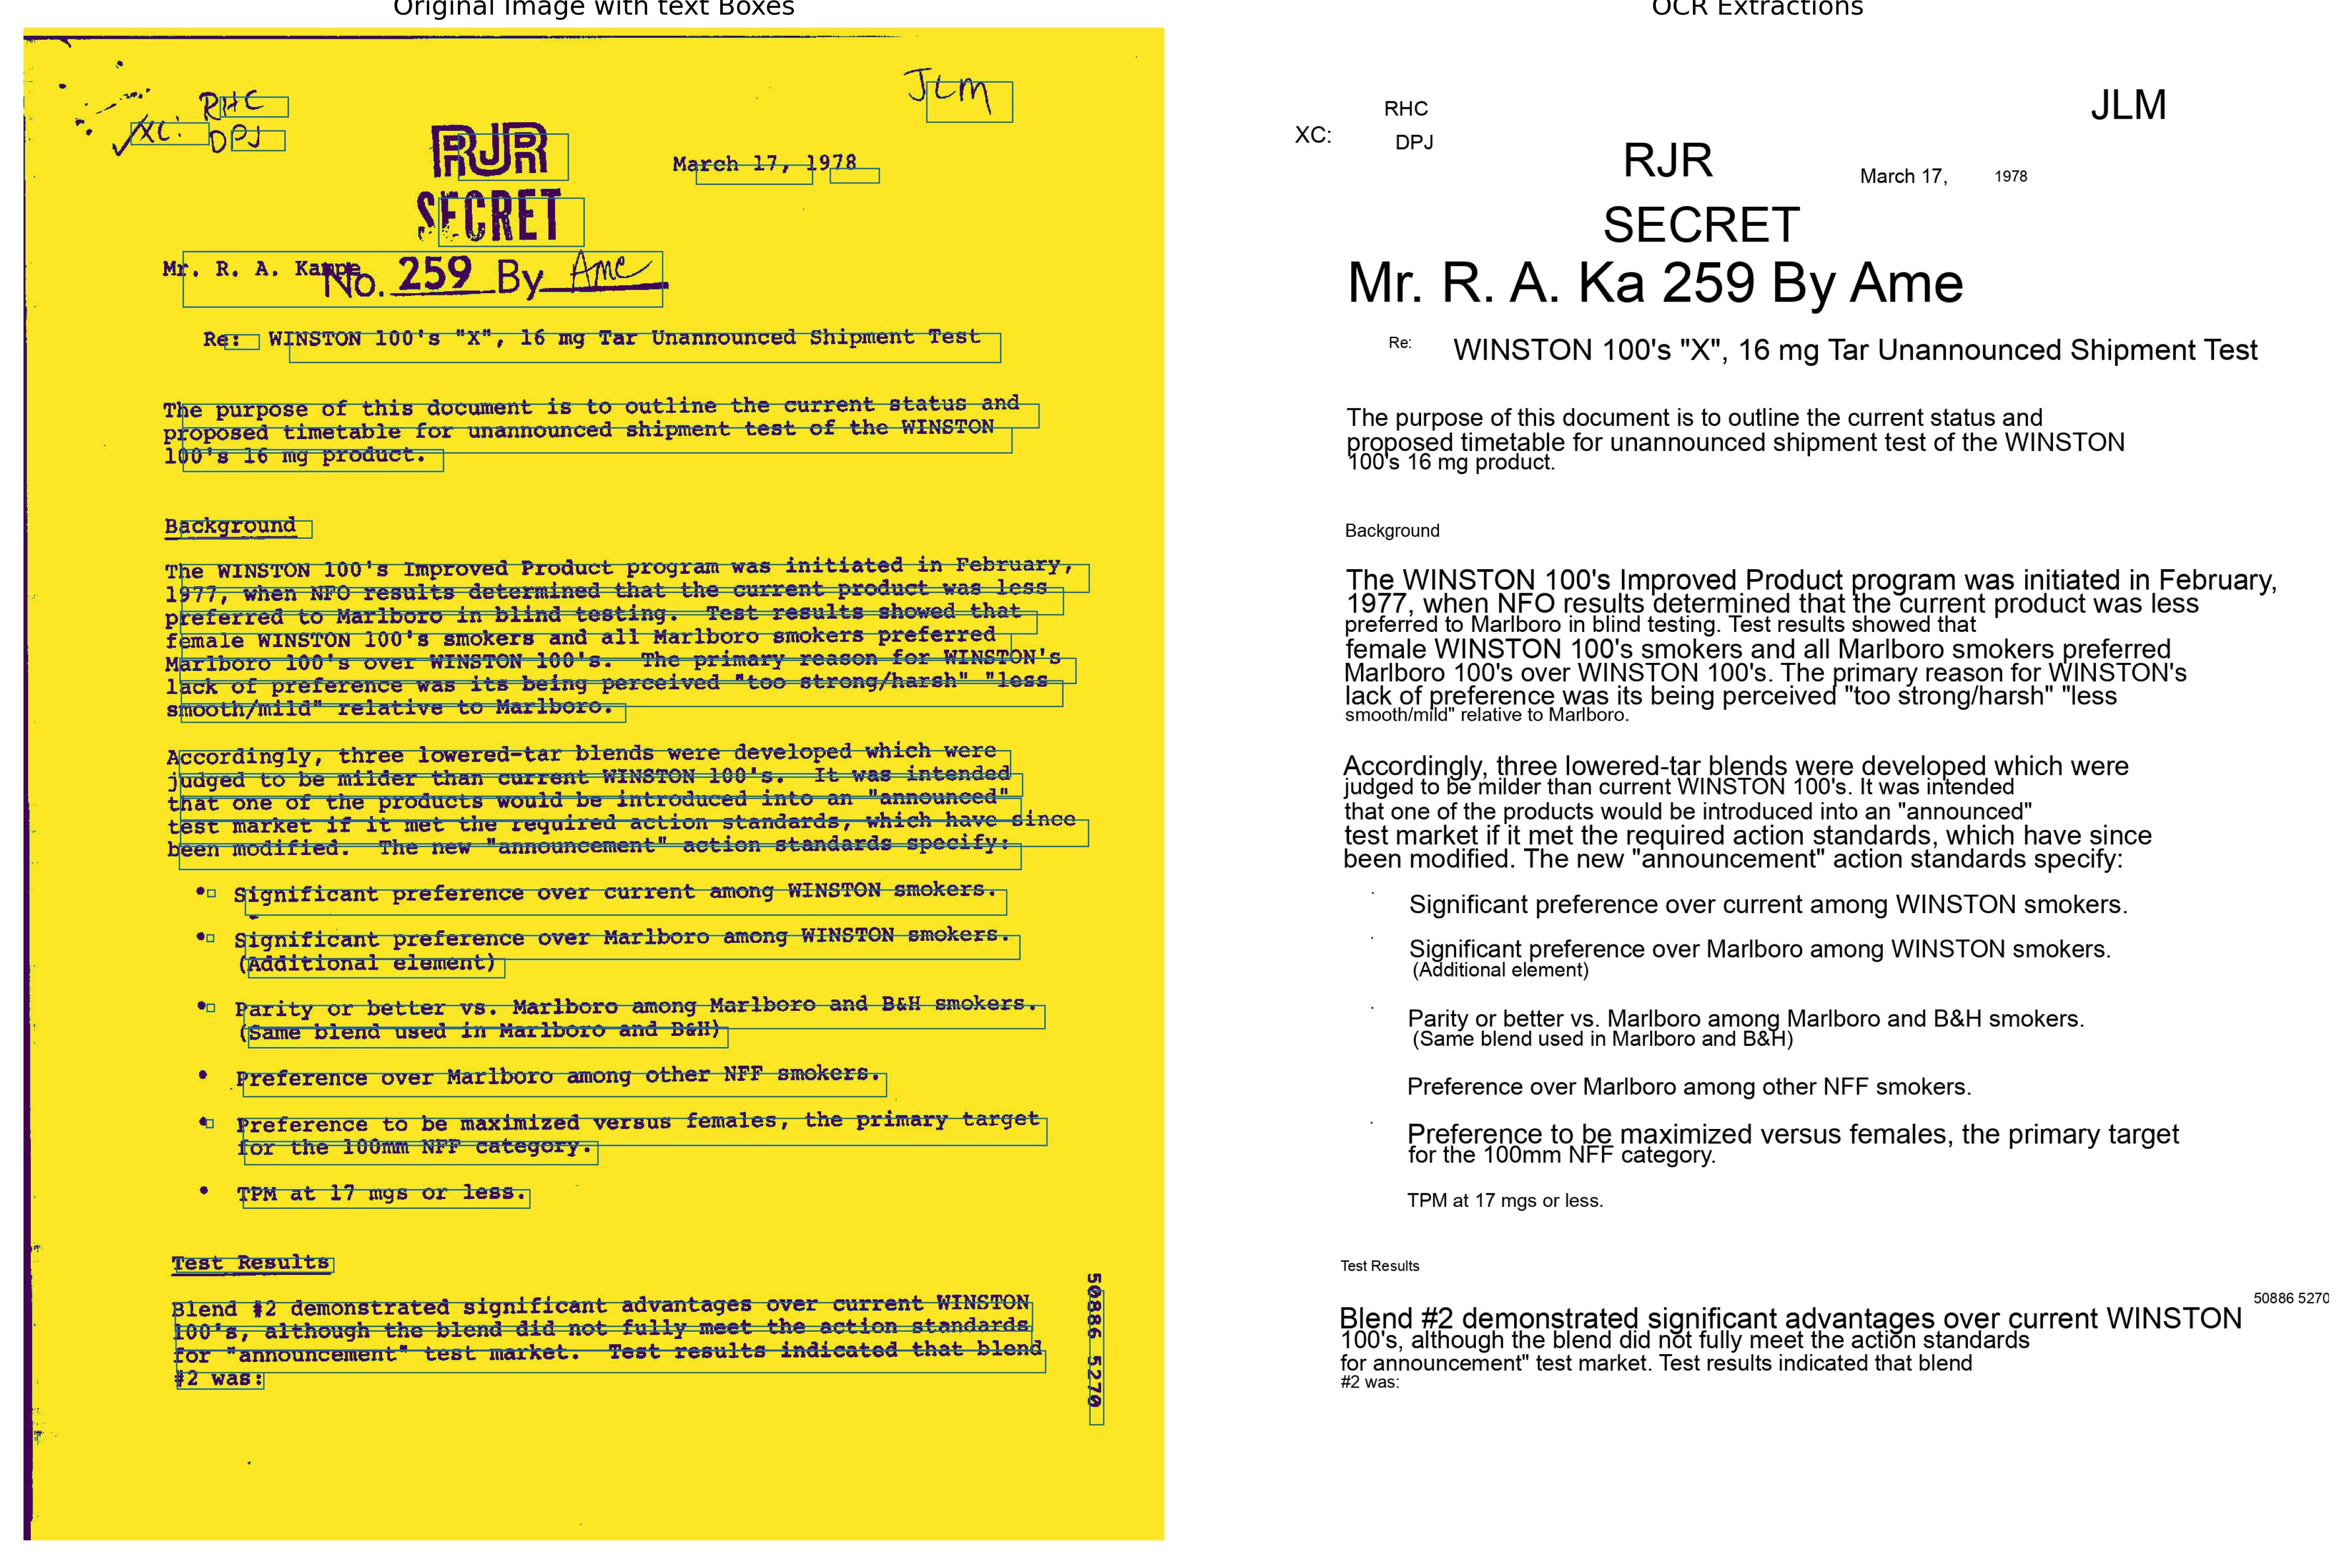 Original Image with text Boxes
RHC
JLM
XC:
DPJ
RJR
March 17, 1978
SECRET
Mr. R. A. Kampe
No. 259 By Ame
Re: WINSTON 100's "X", 16 mg Tar Unannounced Shipment Test
The purpose of this document is to outline the current status and
proposed timetable for unannounced shipment test of the WINSTON
100's 16 mg product.
Background
The WINSTON 100's Improved Product program was initiated in February,
1977, when NFO results determined that the current product was less
preferred to Marlboro in blind testing. Test results showed that
female WINSTON 100's smokers and all Marlboro smokers preferred
Marlboro 100's over WINSTON 100's. The primary reason for WINSTON's
lack of preference was its being perceived "too strong/harsh" "less
smooth/mild" relative to Marlboro.
Accordingly, three lowered-tar blends were developed which were
judged to be milder than current WINSTON 100's. It was intended
that one of the products would be introduced into an "announced"
test market if it met the required action standards, which have since
been modified. The new "announcement" action standards specify:
• Significant preference over current among WINSTON smokers.
• Significant preference over Marlboro among WINSTON smokers.
(Additional element)
• Parity or better vs. Marlboro among Marlboro and B&H smokers.
(Same blend used in Marlboro and B&H)
• Preference over Marlboro among other NFF smokers.
• Preference to be maximized versus females, the primary target
for the 100mm NFF category.
• TPM at 17 mgs or less.
Test Results
Blend #2 demonstrated significant advantages over current WINSTON
100's, although the blend did not fully meet the action standards
for "announcement" test market. Test results indicated that blend
#2 was:
50886 5270
OCR Extractions
RHC
JLM
XC:
DPJ
RJR
March 17, 1978
SECRET
Mr. R. A. Ka 259 By Ame
Re: WINSTON 100's "X", 16 mg Tar Unannounced Shipment Test
The purpose of this document is to outline the current status and
proposed timetable for unannounced shipment test of the WINSTON
100's 16 mg product.
Background
The WINSTON 100's Improved Product program was initiated in February,
1977, when NFO results determined that the current product was less
preferred to Marlboro in blind testing. Test results showed that
female WINSTON 100's smokers and all Marlboro smokers preferred
Marlboro 100's over WINSTON 100's. The primary reason for WINSTON's
lack of preference was its being perceived "too strong/harsh" "less
smooth/mild" relative to Marlboro.
Accordingly, three lowered-tar blends were developed which were
judged to be milder than current WINSTON 100's. It was intended
that one of the products would be introduced into an "announced"
test market if it met the required action standards, which have since
been modified. The new "announcement" action standards specify:
· Significant preference over current among WINSTON smokers.
· Significant preference over Marlboro among WINSTON smokers.
(Additional element)
· Parity or better vs. Marlboro among Marlboro and B&H smokers.
(Same blend used in Marlboro and B&H)
Preference over Marlboro among other NFF smokers.
· Preference to be maximized versus females, the primary target
for the 100mm NFF category.
TPM at 17 mgs or less.
Test Results
50886 5270
Blend #2 demonstrated significant advantages over current WINSTON
100's, although the blend did not fully meet the action standards
for announcement" test market. Test results indicated that blend
#2 was: